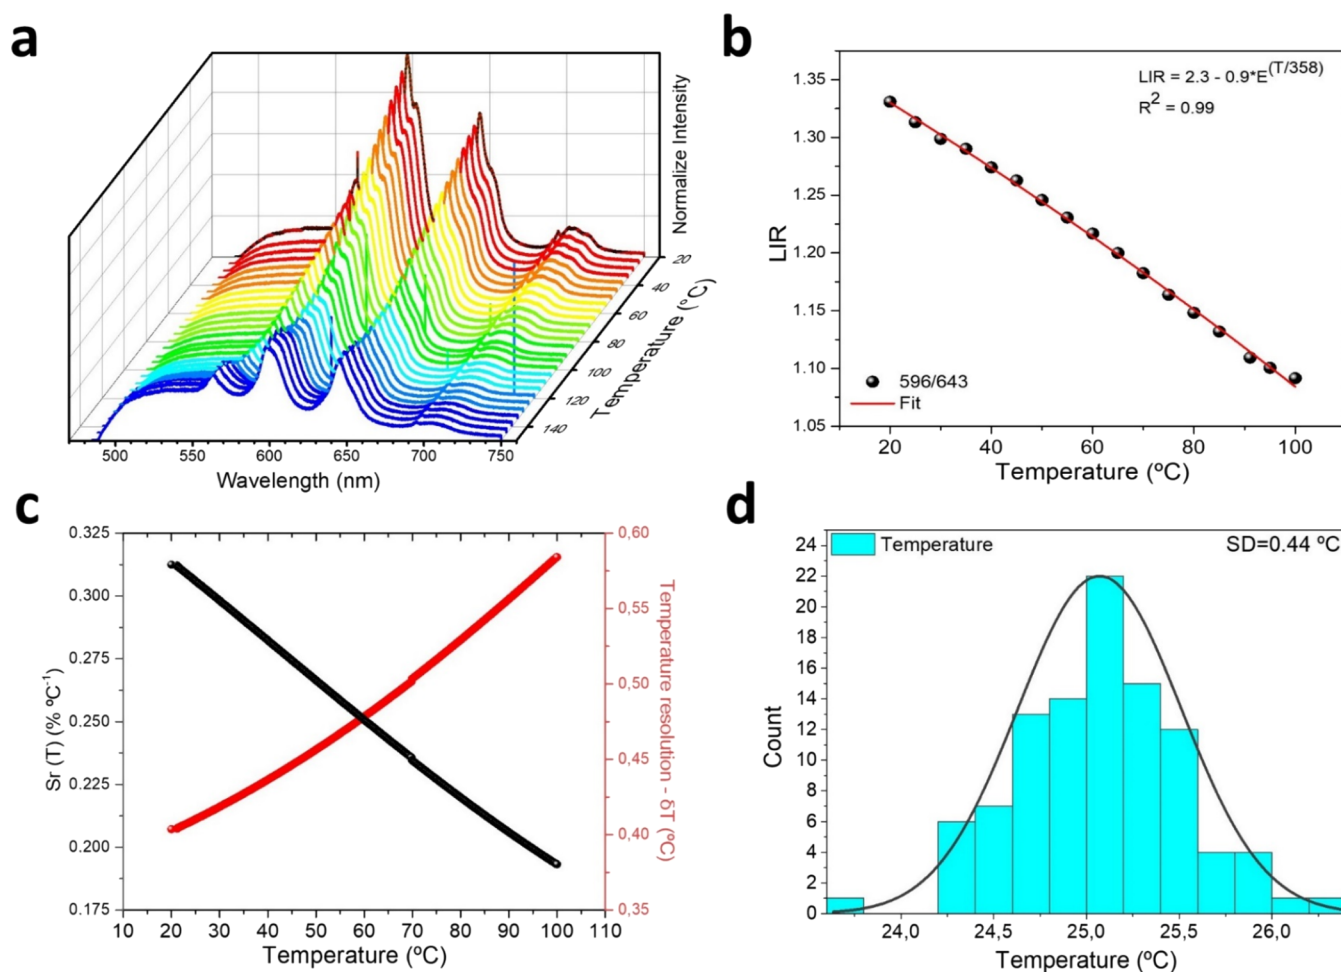 a
Normalize Intensity
20
40
60
80
100
120
140
Temperature (°C)
500 550 600 650 700 750
Wavelength (nm)
b
LIR = 2.3 - 0.9*E^(T/358)
R^2 = 0.99
1.35
1.30
1.25
1.20
1.15
1.10
1.05
LIR
596/643
Fit
20 40 60 80 100
Temperature (ºC)
c
0.325
0.300
0.275
0.250
0.225
0.200
0.175
Sr (T) (% ºC^-1)
0,60
0,55
0,50
0,45
0,40
0,35
Temperature resolution - δT (ºC)
10 20 30 40 50 60 70 80 90 100 110
Temperature (ºC)
d
Temperature
SD=0.44 ºC
24
22
20
18
16
14
12
10
8
6
4
2
0
Count
24,0 24,5 25,0 25,5 26,0
Temperature (ºC)